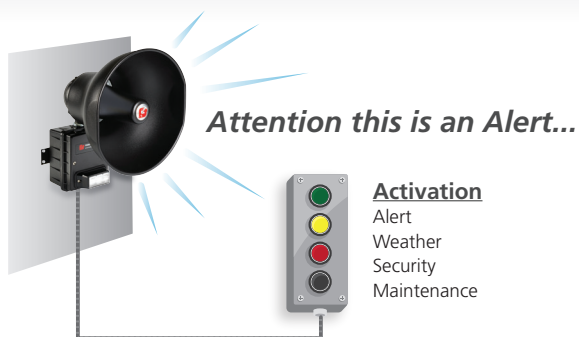 Attention this is an Alert...
Activation
Alert
Weather
Security
Maintenance